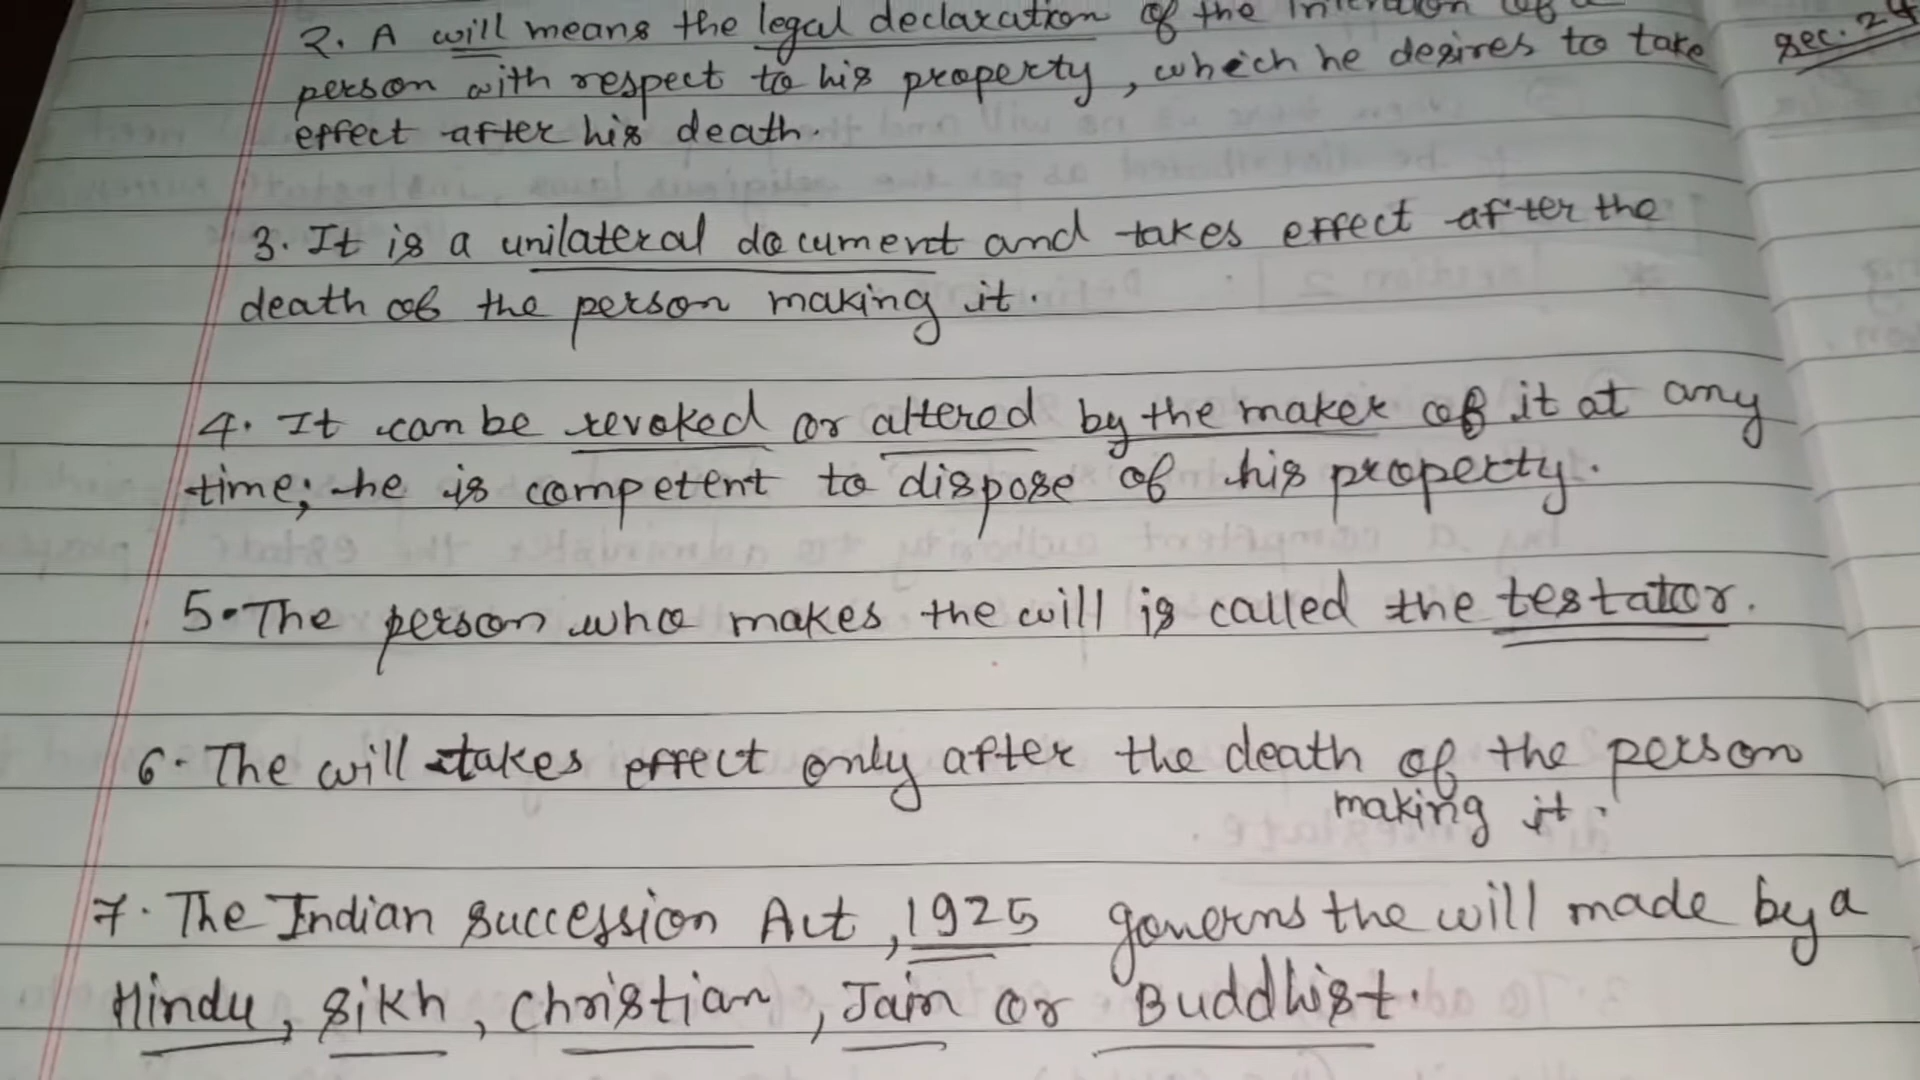 2. A will means the legal declaration of the intention of a
person with respect to his property, which he desires to take
sec. 2
effect after his death.
3. It is a unilateral document and takes effect after the
death of the person making it.
4. It can be revoked or altered by the maker of it at any
time; he is competent to dispose of his property.
5. The person who makes the will is called the testator.
6. The will takes effect only after the death of the person
making it.
7. The Indian succession Act, 1925 governs the will made by a
Hindu, Sikh, Christian, Jain or Buddhist.